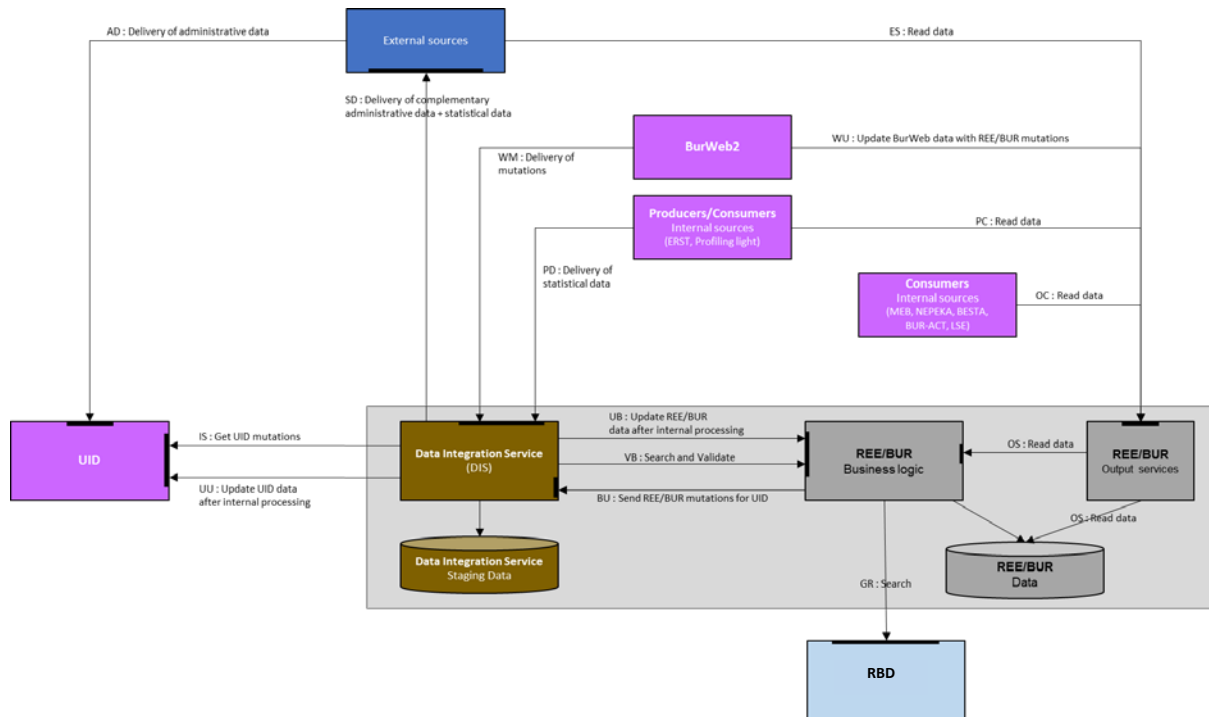 AD : Delivery of administrative data
External sources
ES : Read data
SD : Delivery of complementary
administrative data + statistical data
BurWeb2
WU : Update BurWeb data with REE/BUR mutations
WM : Delivery of
mutations
Producers/Consumers
Internal sources
(ERST, Profiling light)
PC : Read data
PD : Delivery of
statistical data
Consumers
Internal sources
(MEB, NEPEKA, BESTA,
BUR-ACT, LSE)
OC : Read data
UID
IS : Get UID mutations
UU : Update UID data
after internal processing
Data Integration Service
(DIS)
UB : Update REE/BUR
data after internal processing
VB : Search and Validate
BU : Send REE/BUR mutations for UID
REE/BUR
Business logic
OS : Read data
REE/BUR
Output services
OS : Read data
Data Integration Service
Staging Data
REE/BUR
Data
GR : Search
RBD